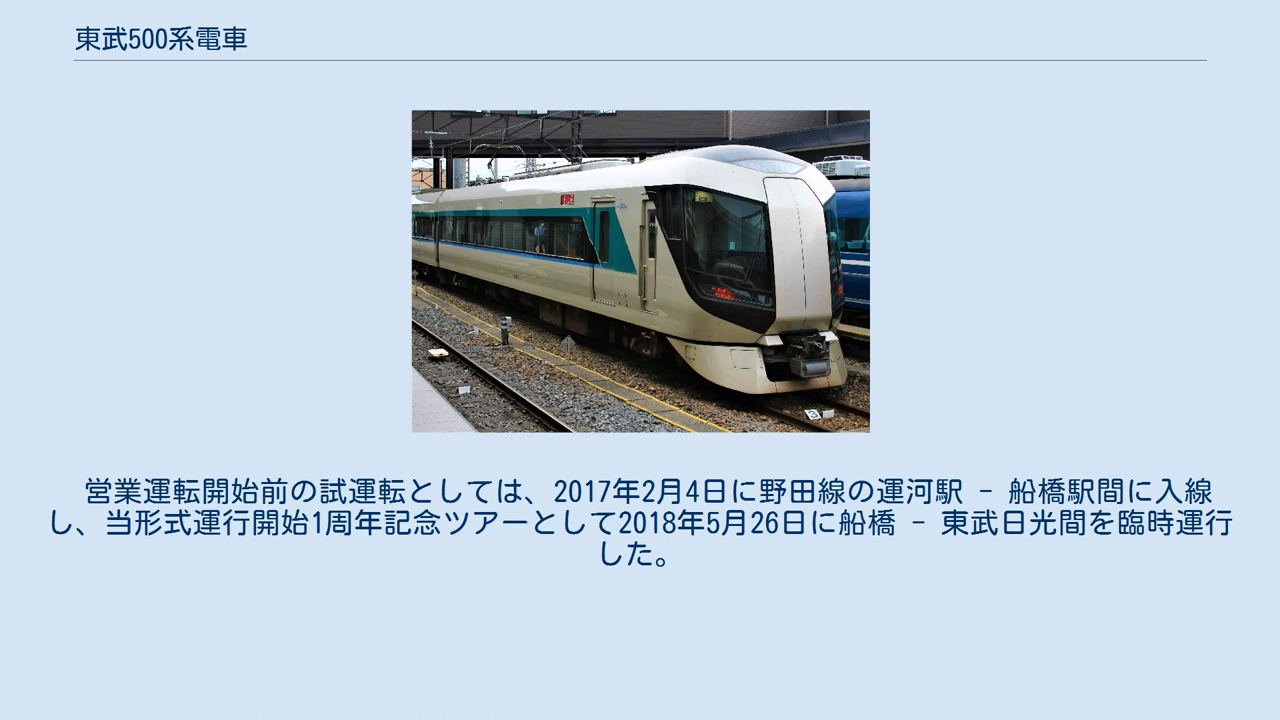 東武500系電車
営業運転開始前の試運転としては、2017年2月4日に野田線の運河駅 - 船橋駅間に入線
し、当形式運行開始1周年記念ツアーとして2018年5月26日に船橋 - 東武日光間を臨時運行
した。
3